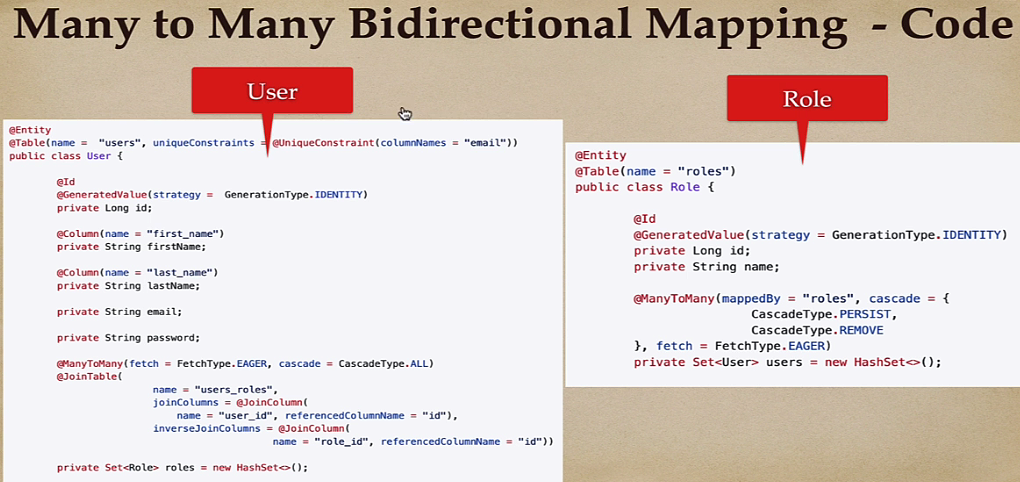 Many to Many Bidirectional Mapping - Code
User
@Entity
@Table(name = "users", uniqueConstraints = @UniqueConstraint(columnNames = "email"))
public class User {
@Id
@GeneratedValue(strategy = GenerationType.IDENTITY)
private Long id;
@Column(name = "first_name")
private String firstName;
@Column(name = "last_name")
private String lastName;
private String email;
private String password;
@ManyToMany(fetch = FetchType.EAGER, cascade = CascadeType.ALL)
@JoinTable(
name = "users_roles",
joinColumns = @JoinColumn(
name = "user_id", referencedColumnName = "id"),
inverseJoinColumns = @JoinColumn(
name = "role_id", referencedColumnName = "id"))
private Set<Role> roles = new HashSet<>();
Role
@Entity
@Table(name = "roles")
public class Role {
@Id
@GeneratedValue(strategy = GenerationType.IDENTITY)
private Long id;
private String name;
@ManyToMany(mappedBy = "roles", cascade = {
CascadeType.PERSIST,
CascadeType.REMOVE
}, fetch = FetchType.EAGER)
private Set<User> users = new HashSet<>();